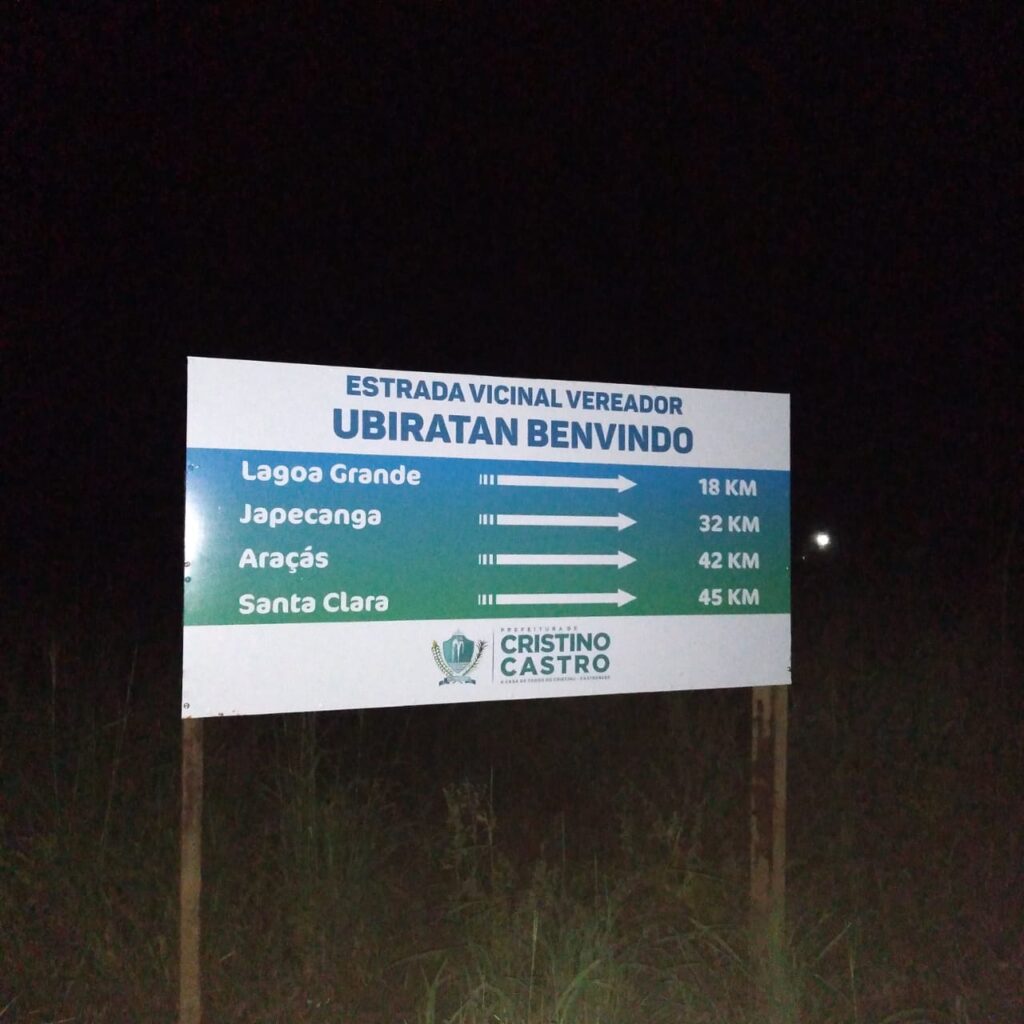 ESTRADA VICINAL VEREADOR
UBIRATAN BENVINDO
Lagoa Grande 18 KM
Japecanga 32 KM
Araçás 42 KM
Santa Clara 45 KM
PREFEITURA DE
CRISTINO
CASTRO